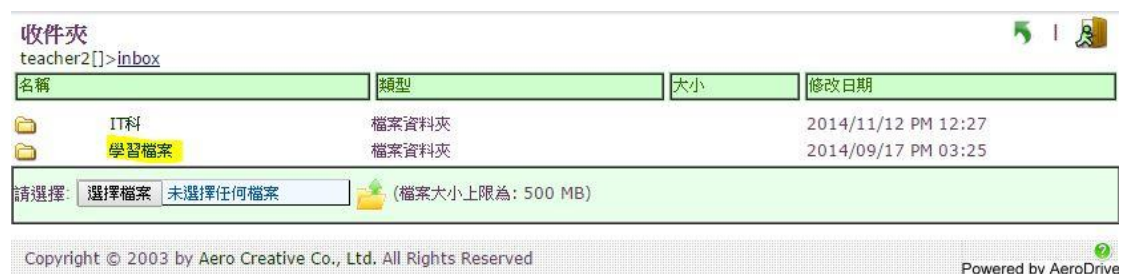 收件夾
teacher2[]>inbox
名稱 類型 大小 修改日期
IT科 檔案資料夾 2014/11/12 PM 12:27
學習檔案 檔案資料夾 2014/09/17 PM 03:25
請選擇: 選擇檔案 未選擇任何檔案 (檔案大小上限為: 500 MB)
Copyright © 2003 by Aero Creative Co., Ltd. All Rights Reserved
Powered by AeroDrive